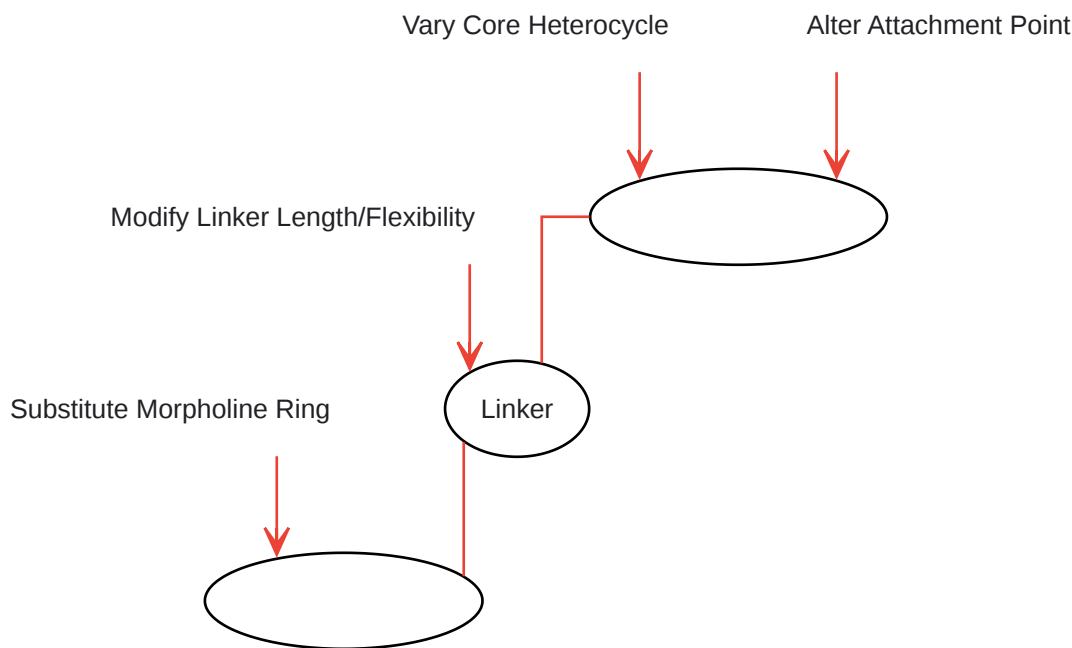 Vary Core Heterocycle
Alter Attachment Point
Modify Linker Length/Flexibility
Linker
Substitute Morpholine Ring